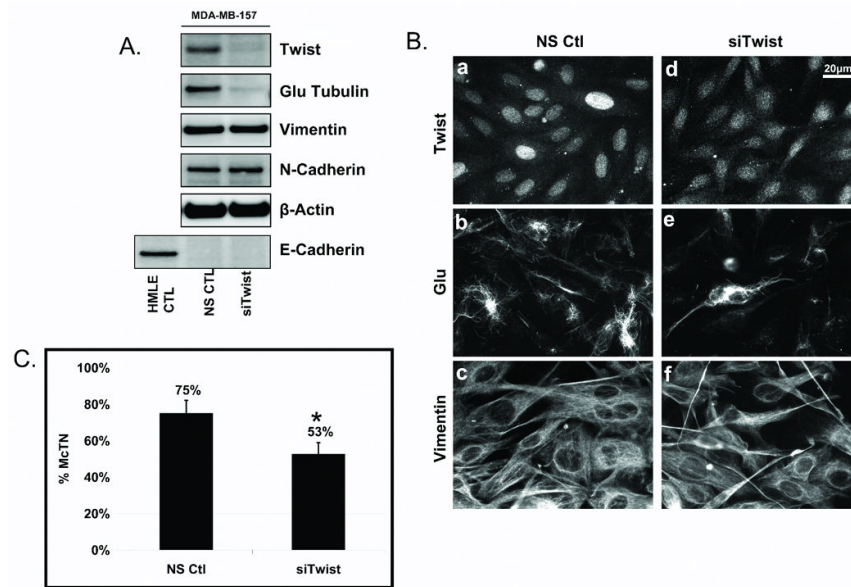 MDA-MB-157
A.
Twist
Glu Tubulin
Vimentin
N-Cadherin
β-Actin
E-Cadherin
HMLE CTL
NS CTL
siTwist
B.
NS Ctl
siTwist
a
d
20µm
Twist
b
e
Glu
c
f
Vimentin
C.
100%
80%
60%
40%
20%
0%
% McTN
75%
*
53%
NS Ctl
siTwist